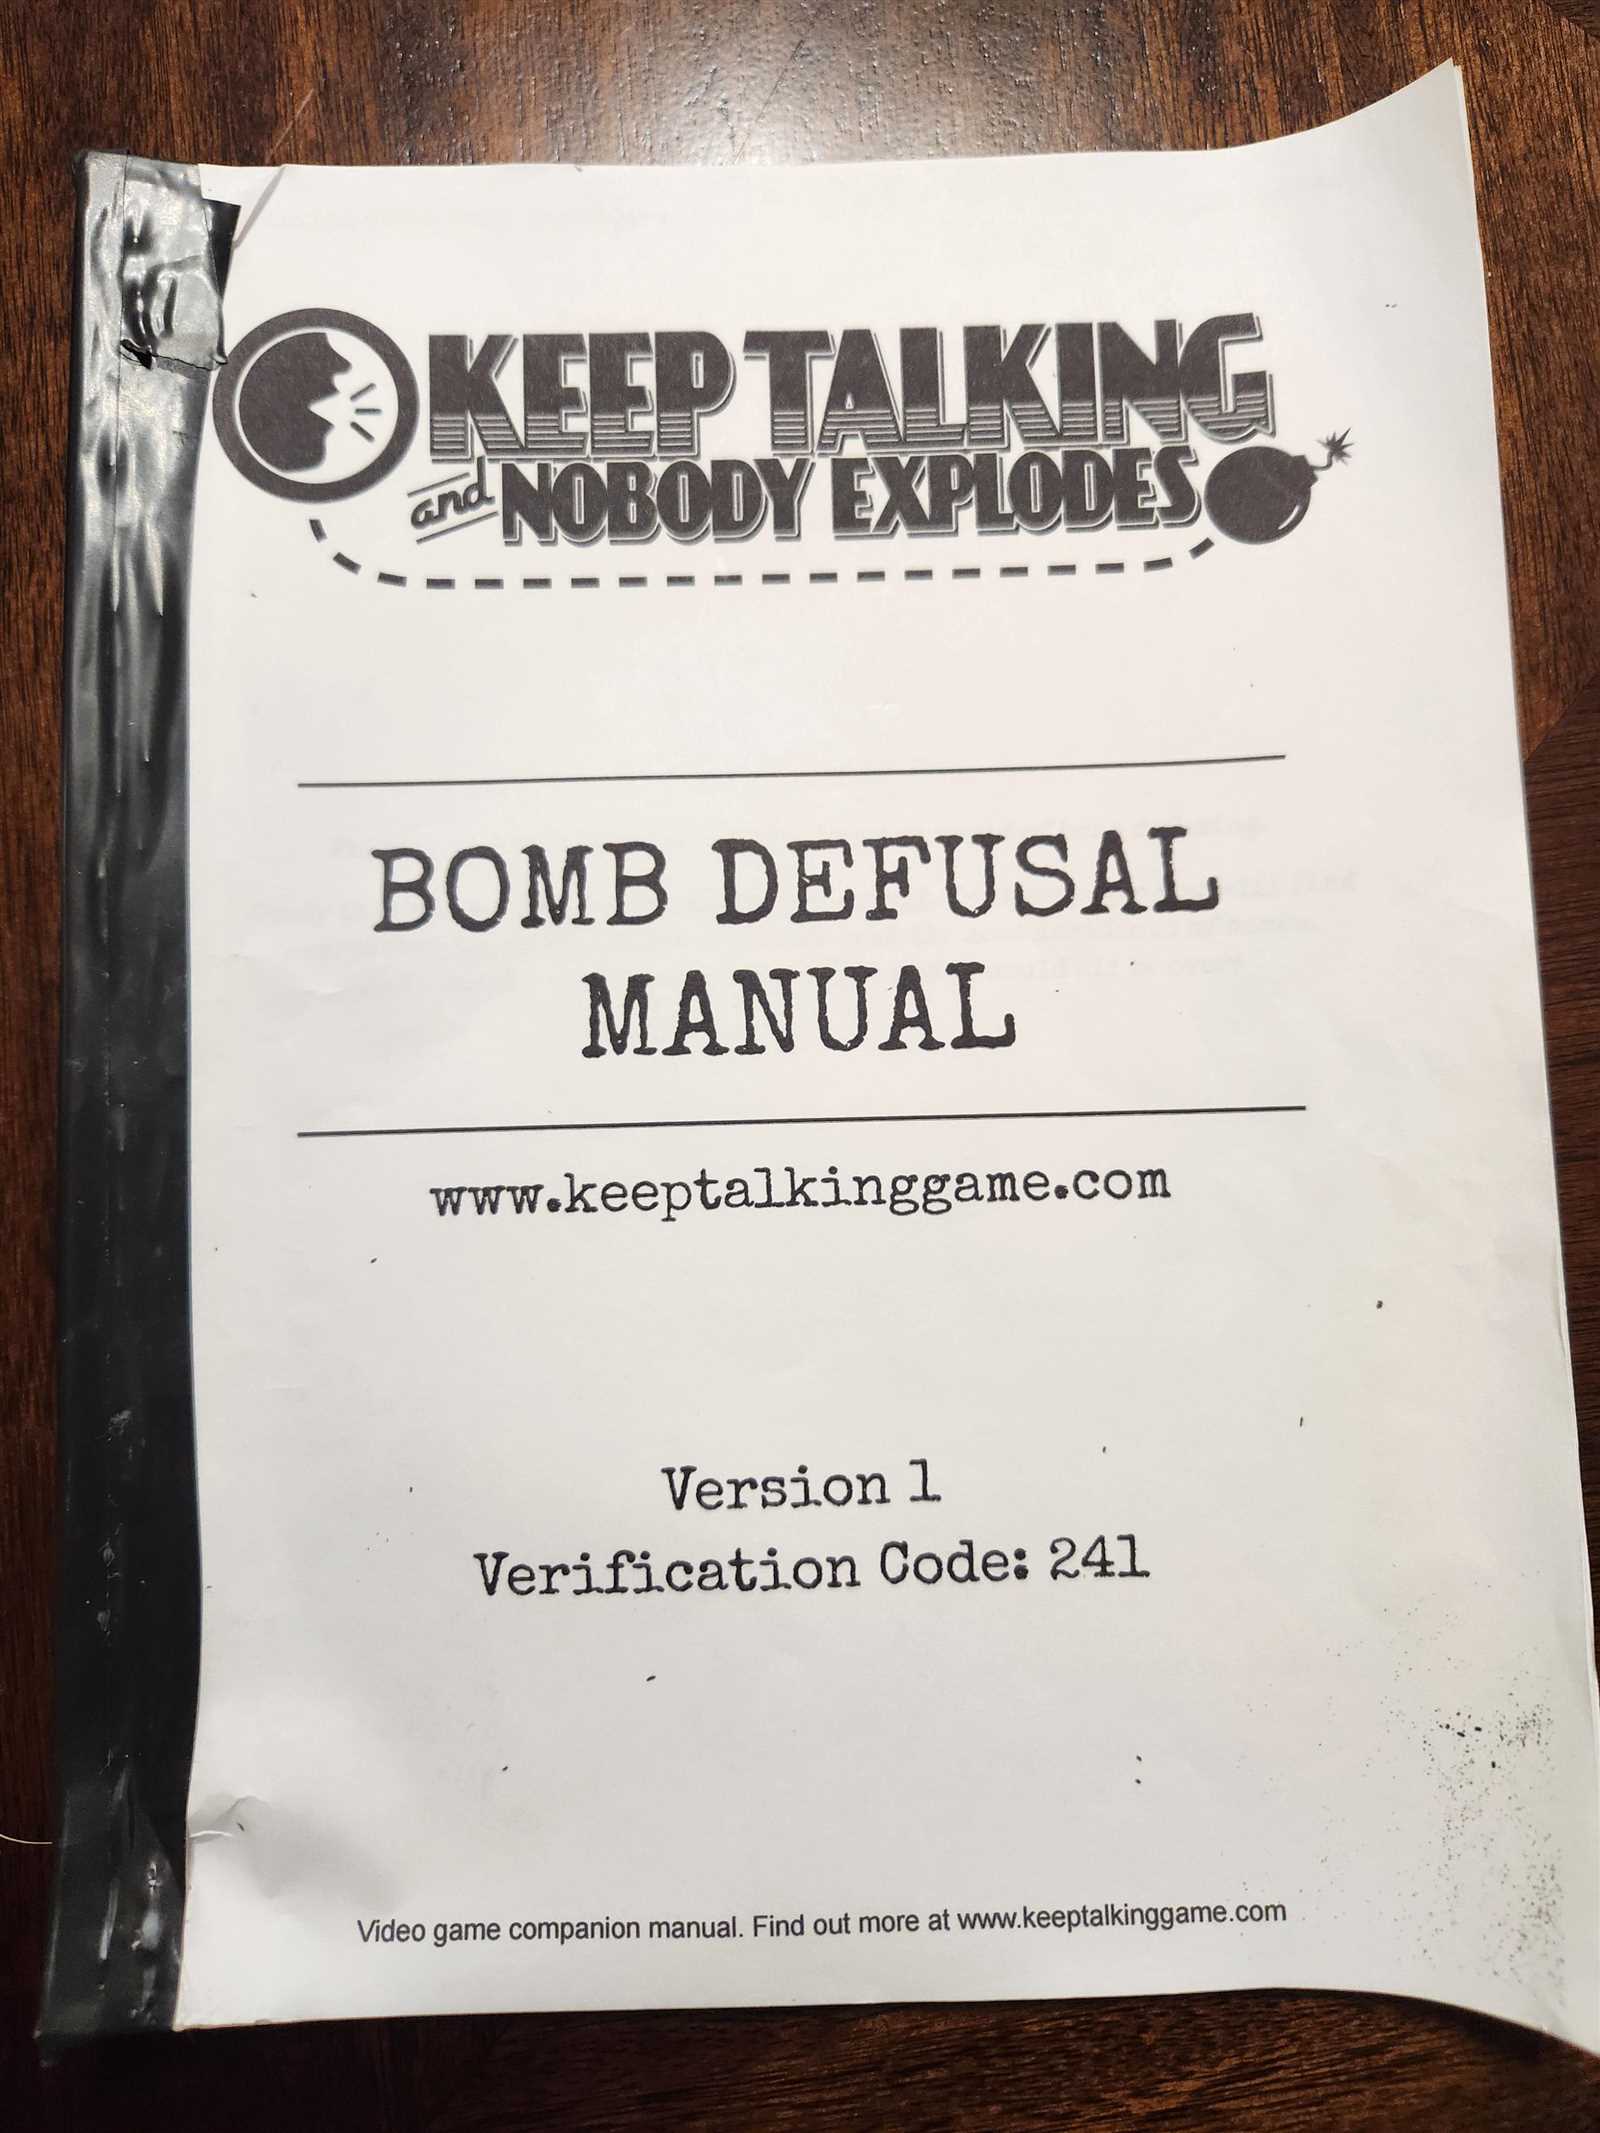 KEEP TALKING
and NOBODY EXPLODES
BOMB DEFUSAL
MANUAL
www.keeptalkinggame.com
Version 1
Verification Code: 241
Video game companion manual. Find out more at www.keeptalkinggame.com